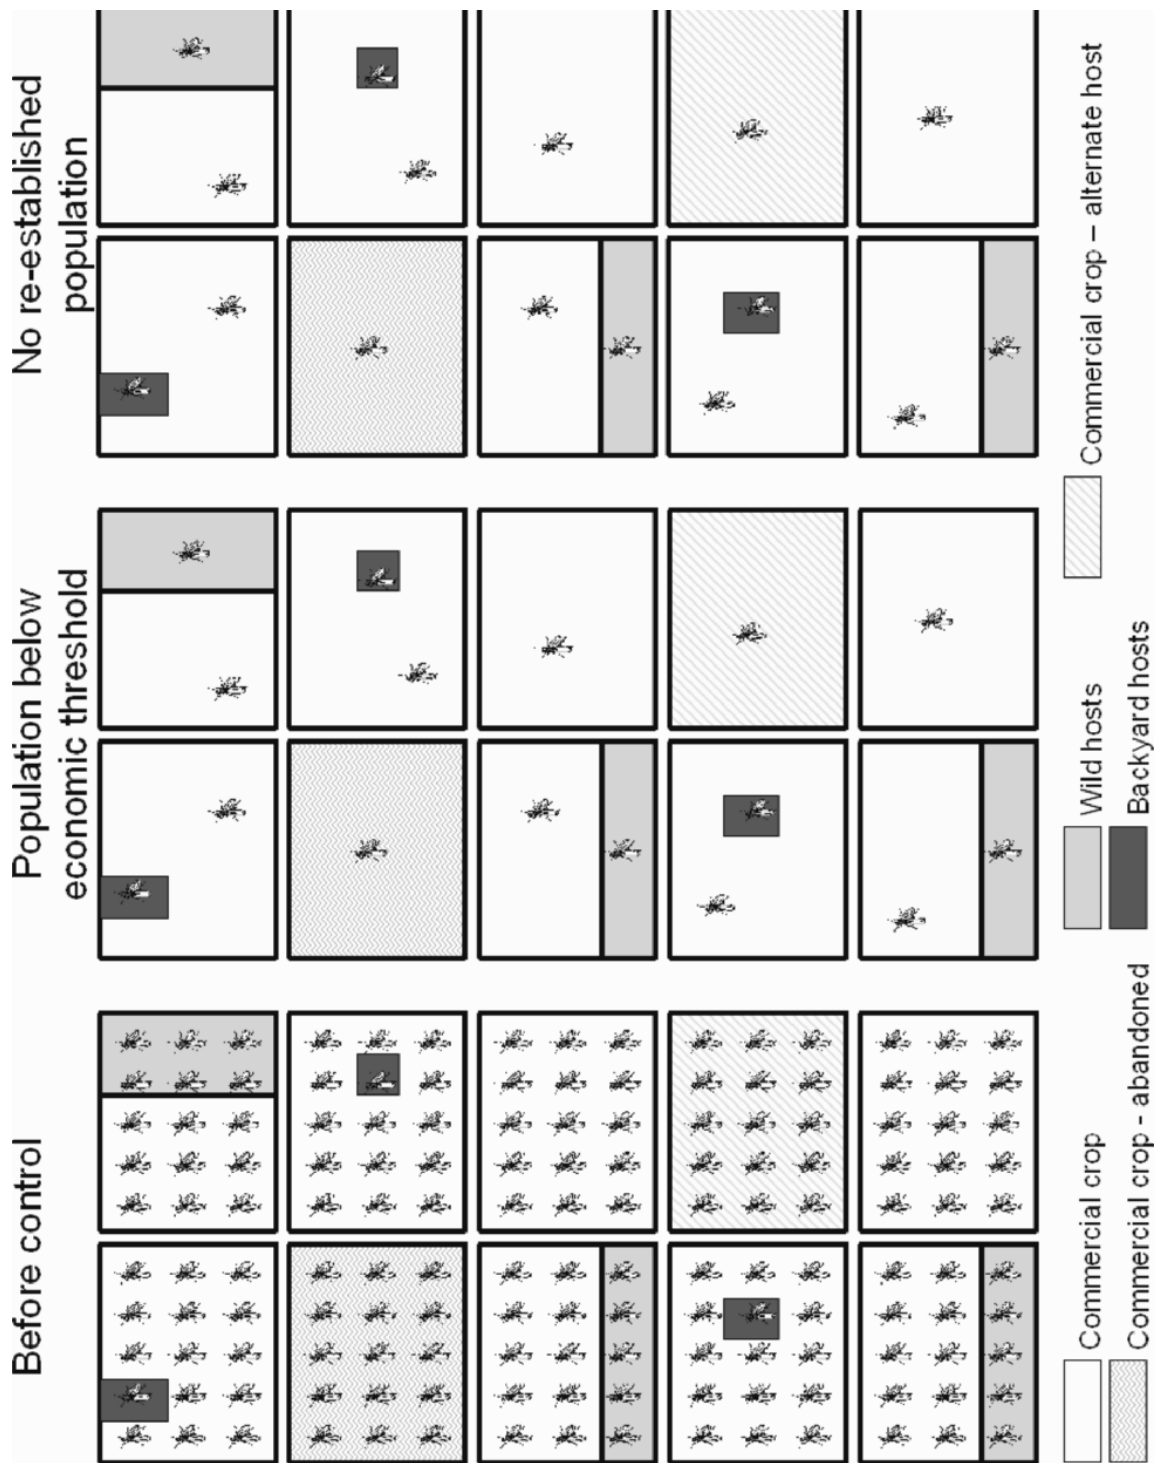 Before control
Population below
economic threshold
No re-established
population
Commercial crop
Wild hosts
Commercial crop – alternate host
Commercial crop - abandoned
Backyard hosts